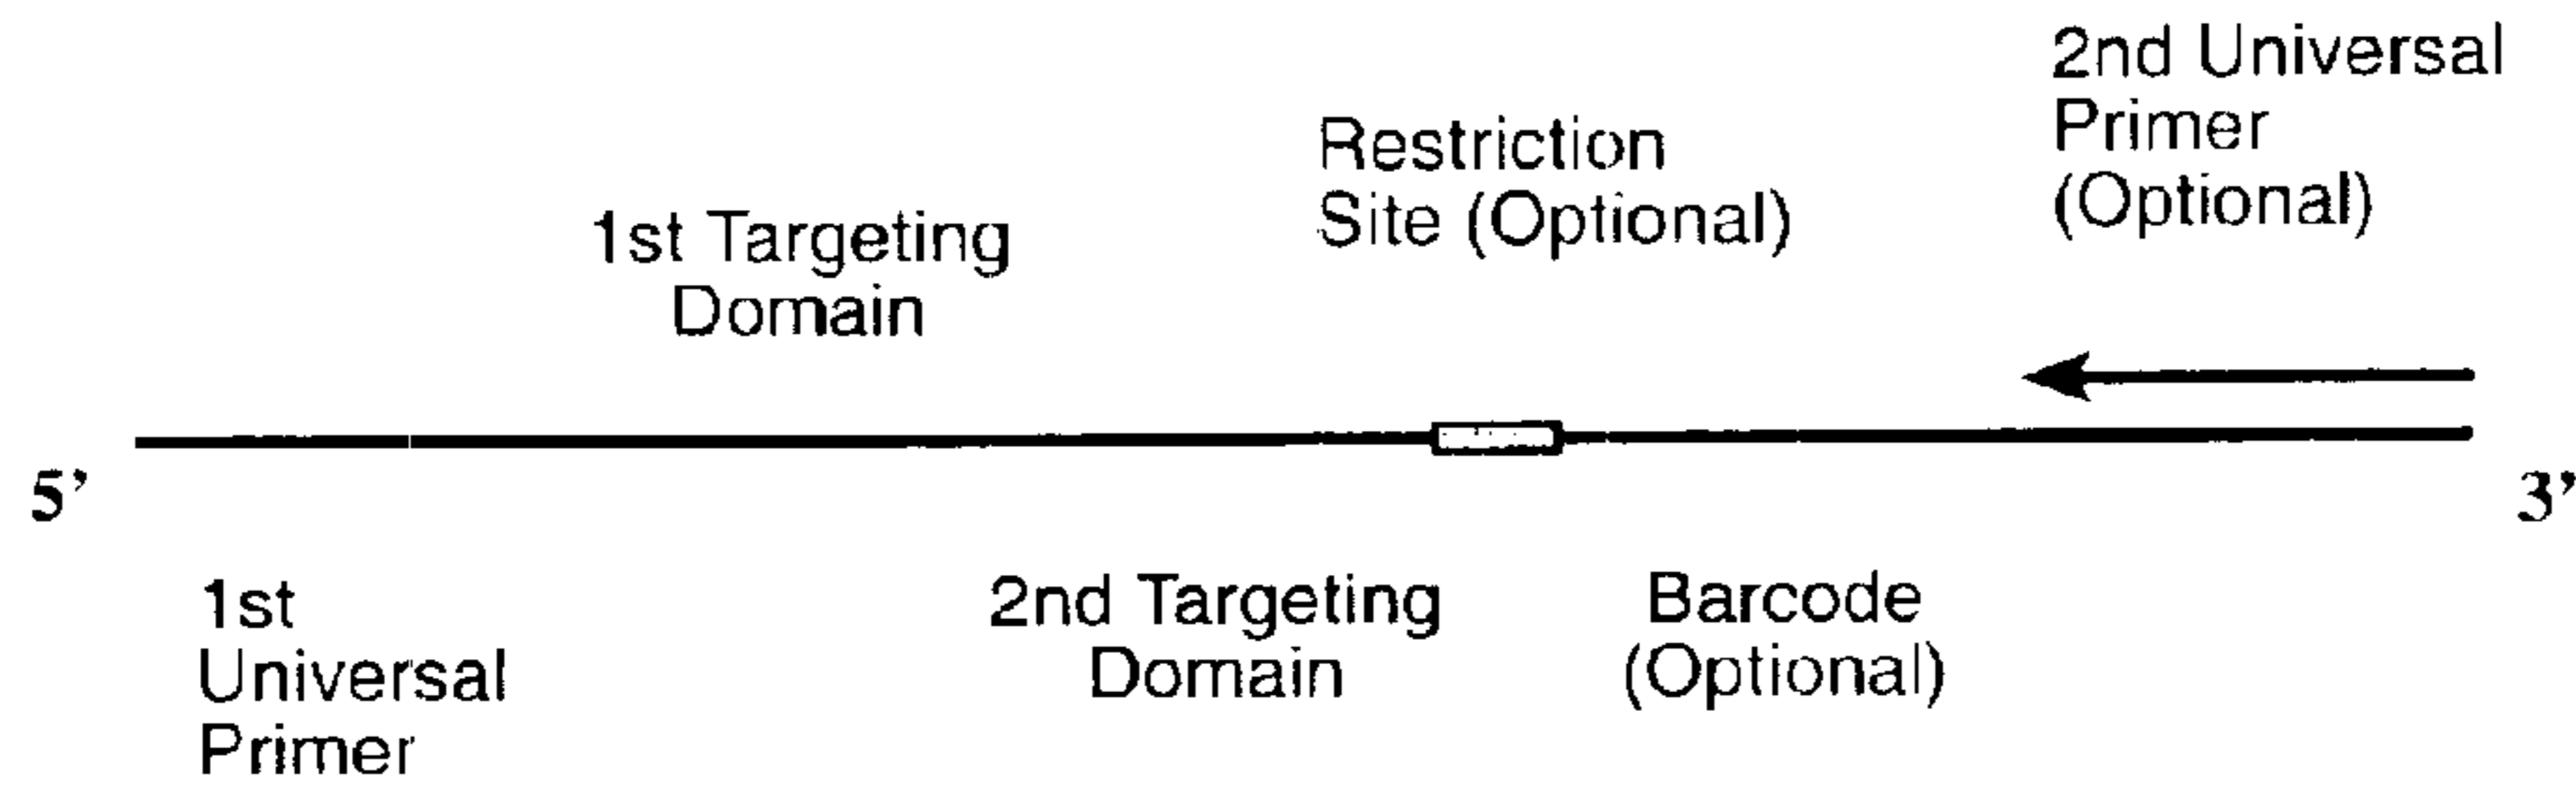 2nd Universal
Primer
(Optional)
Restriction
Site (Optional)
1st Targeting
Domain
5’
3’
1st
Universal
Primer
2nd Targeting
Domain
Barcode
(Optional)